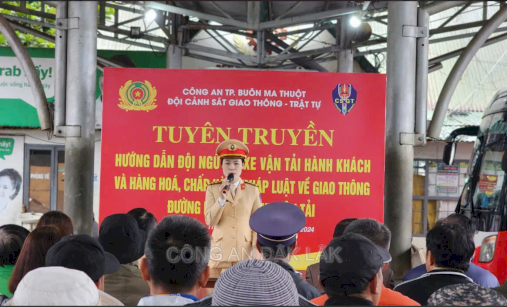 CÔNG AN TP. BUÔN MA THUỘT
ĐỘI CẢNH SÁT GIAO THÔNG - TRẬT TỰ
CSGT
TUYÊN TRUYỀN
HƯỚNG DẪN ĐỘI XE VẬN TẢI HÀNH KHÁCH
VÀ HÀNG HOÁ, CHẤP PHÁP LUẬT VỀ GIAO THÔNG
ĐƯỜNG TẢI
2024
CÔNG AN ĐẮK LẮK